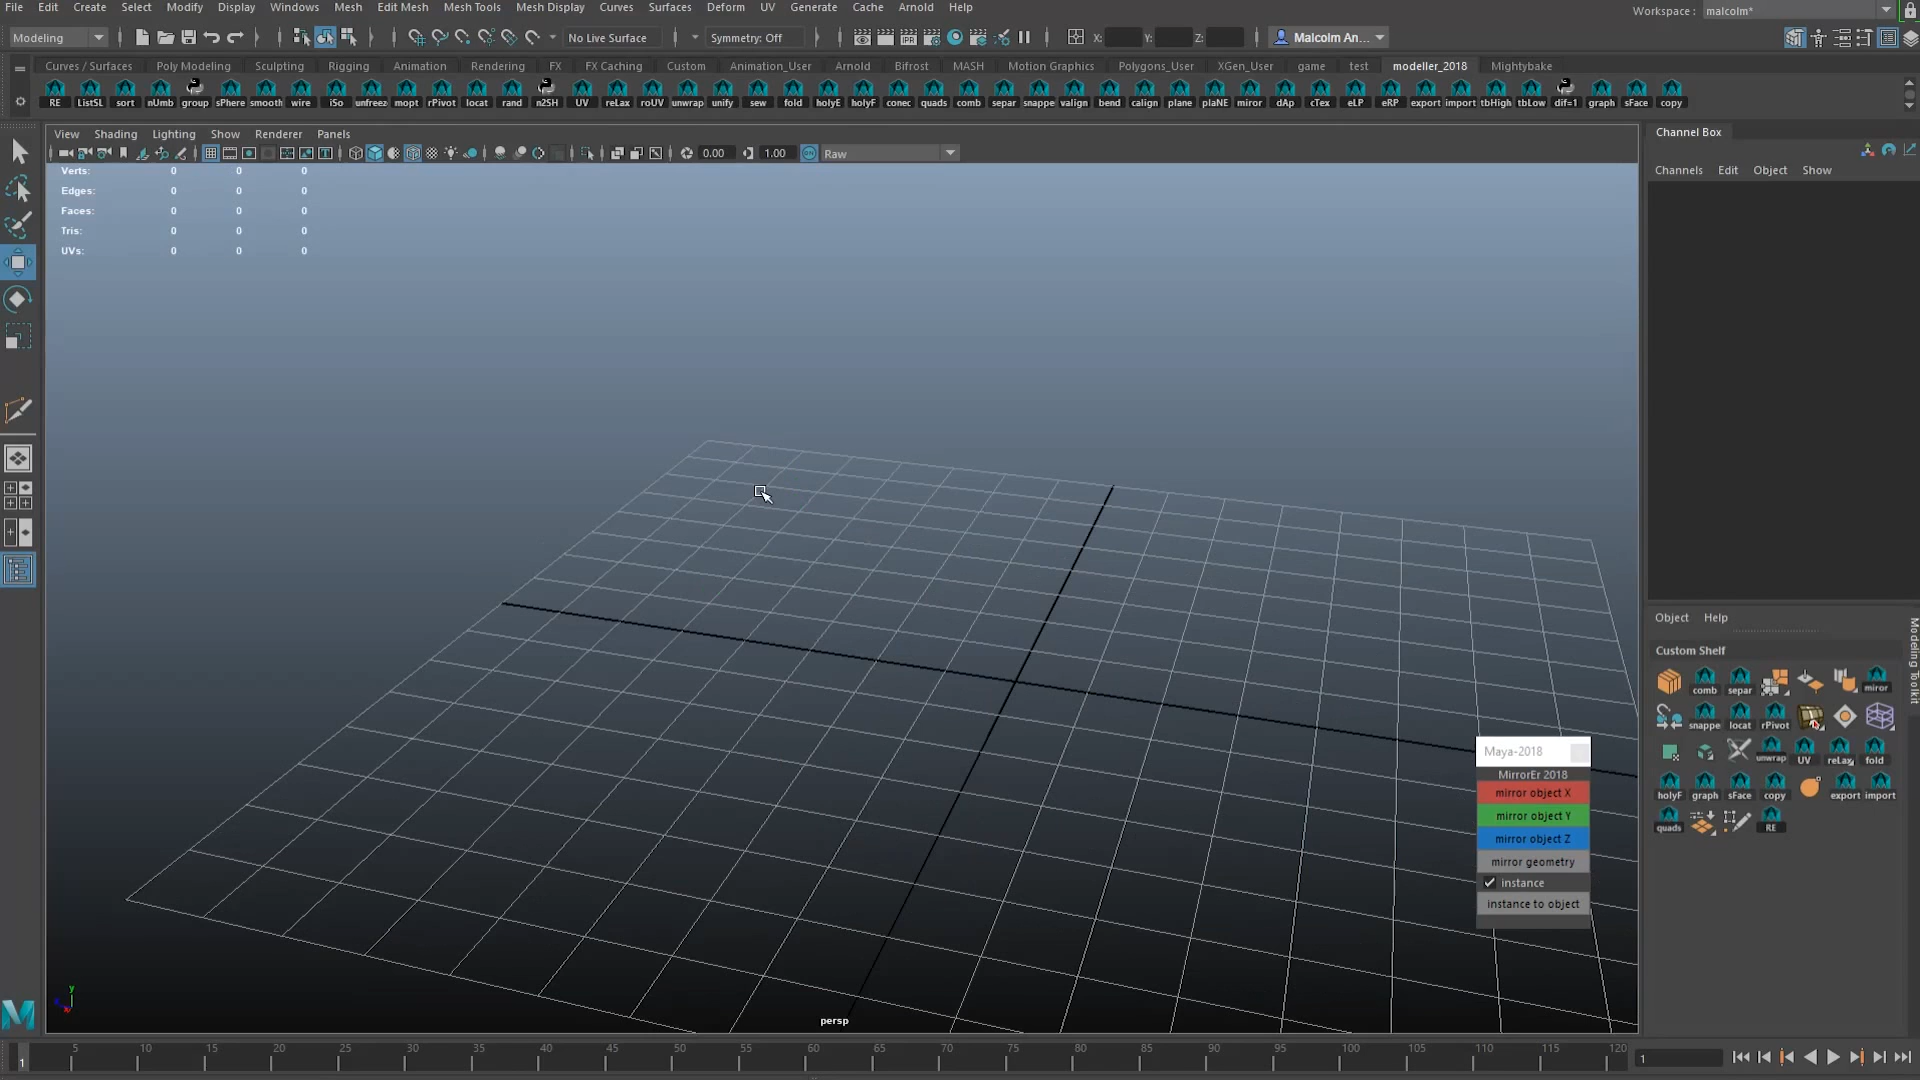 File Edit Create Select Modify Display Windows Mesh Edit Mesh Mesh Tools Mesh Display Curves Surfaces Deform UV Generate Cache Arnold Help
Workspace : malcolm*
Modeling No Live Surface Symmetry: Off X: Y: Z: Malcolm An...
Curves / Surfaces Poly Modeling Sculpting Rigging Animation Rendering FX FX Caching Custom Animation_User Arnold Bifrost MASH Motion Graphics Polygons_User XGen_User game test modeller_2018 Mightybake
RE ListSL sort nUmb group sPhere smooth wire iSo unfreez mopt rPivot locat rand n2SH UV reLax roUV unwrap unify sew fold holyE holyF conec quads comb separ snappe valign bend calign plane plaNE miror dAp cTex eLP eRP export import tbHigh tbLow dif=1 graph sFace copy
View Shading Lighting Show Renderer Panels
0.00 1.00 Raw
Verts: 0 0 0
Edges: 0 0 0
Faces: 0 0 0
Tris: 0 0 0
UVs: 0 0 0
Channel Box
Channels Edit Object Show
Object Help
Modeling Toolkit
Custom Shelf
comb separ miror
snappe locat rPivot
unwrap UV reLax fold
holyF graph sFace copy export import
quads RE
Maya-2018
MirrorEr 2018
mirror object X
mirror object Y
mirror object Z
mirror geometry
instance
instance to object
y
persp
1 5 10 15 20 25 30 35 40 45 50 55 60 65 70 75 80 85 90 95 100 105 110 115 120 1